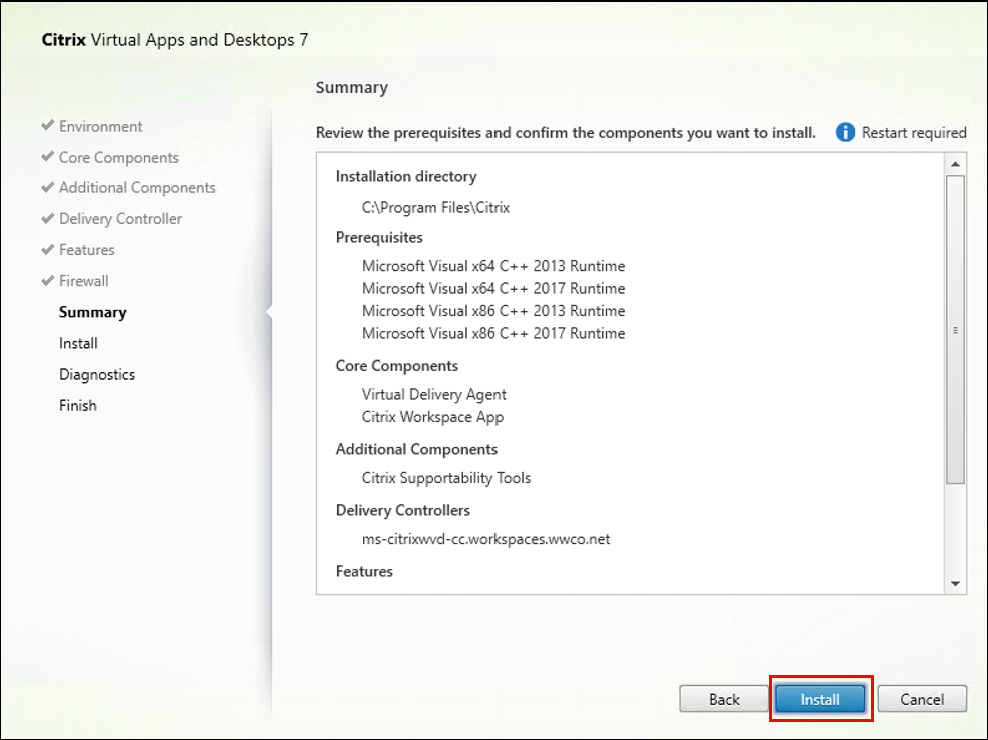 Citrix Virtual Apps and Desktops 7
Environment
Core Components
Additional Components
Delivery Controller
Features
Firewall
Summary
Install
Diagnostics
Finish
Summary
Review the prerequisites and confirm the components you want to install.
Restart required
Installation directory
C:\Program Files\Citrix
Prerequisites
Microsoft Visual x64 C++ 2013 Runtime
Microsoft Visual x64 C++ 2017 Runtime
Microsoft Visual x86 C++ 2013 Runtime
Microsoft Visual x86 C++ 2017 Runtime
Core Components
Virtual Delivery Agent
Citrix Workspace App
Additional Components
Citrix Supportability Tools
Delivery Controllers
ms-citrixwvd-cc.workspaces.wwco.net
Features
Back
Install
Cancel